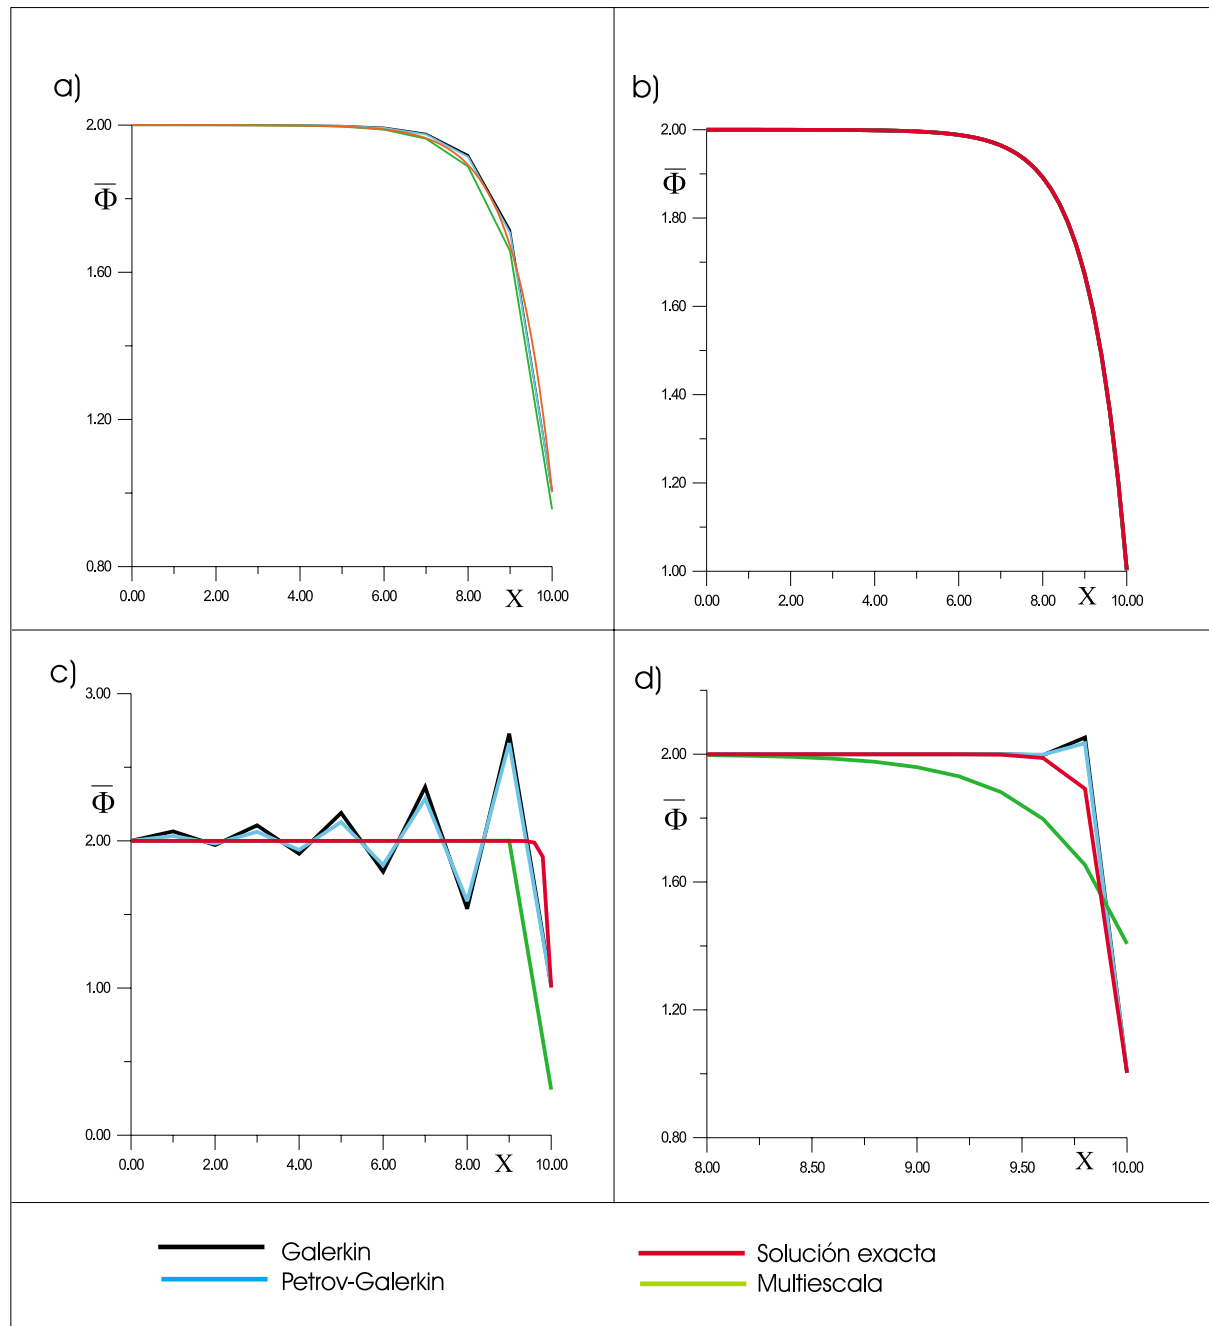 a)
2.00
Φ
1.60
1.20
0.80
0.00 2.00 4.00 6.00 8.00 X 10.00
b)
2.00
Φ
1.80
1.60
1.40
1.20
1.00
0.00 2.00 4.00 6.00 8.00 X 10.00
c)
3.00
Φ
2.00
1.00
0.00
0.00 2.00 4.00 6.00 8.00 X 10.00
d)
2.00
Φ
1.60
1.20
0.80
8.00 8.50 9.00 9.50 X 10.00
Galerkin
Petrov-Galerkin
Solución exacta
Multiescala